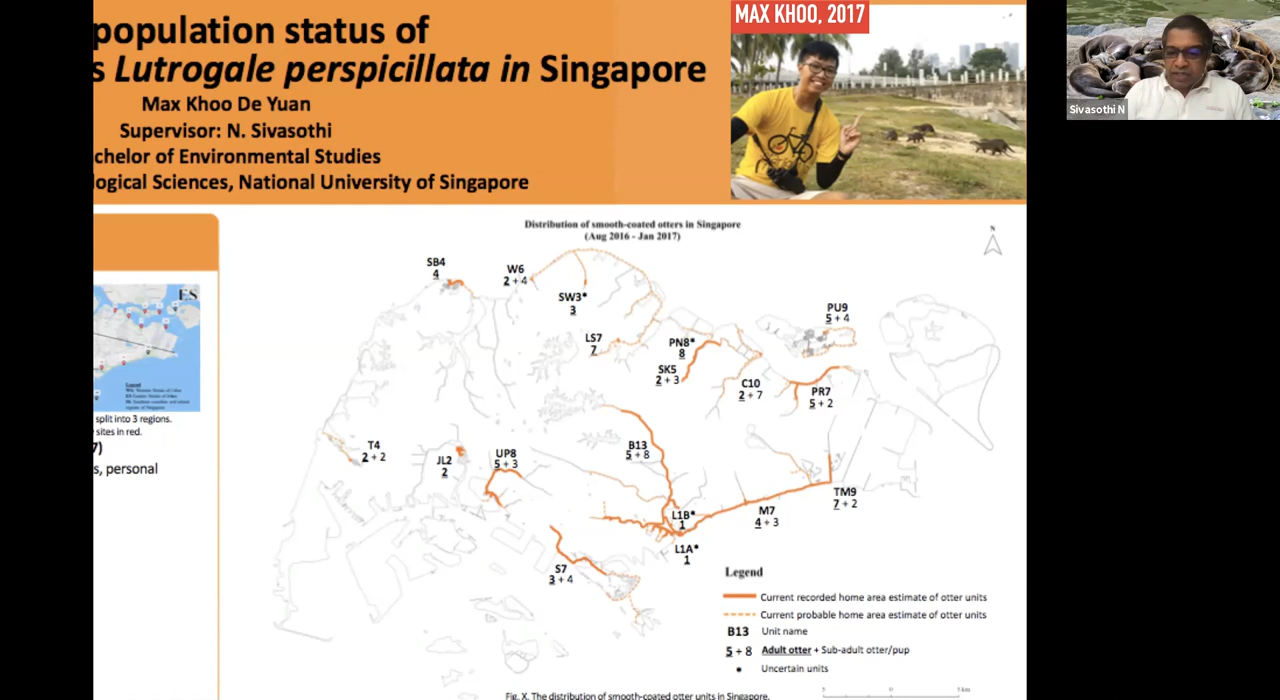 population status of
MAX KHOO, 2017
s Lutrogale perspicillata in Singapore
Max Khoo De Yuan
Supervisor: N. Sivasothi
chelor of Environmental Studies
logical Sciences, National University of Singapore
Sivasothi N
Distribution of smooth-coated otters in Singapore
(Aug 2016 - Jan 2017)
N
SB4
4
W6
2 + 4
SW3*
3
PU9
5 + 4
LS7
7
PN8*
8
SK5
2 + 3
C10
2 + 7
PR7
5 + 2
ES
Legend
split into 3 regions.
sites in red.
7)
s, personal
T4
2 + 2
JL2
2
UP8
5 + 3
B13
5 + 8
TM9
7 + 2
M7
4 + 3
L1B*
1
L1A*
1
S7
3 + 4
Legend
Current recorded home area estimate of otter units
Current probable home area estimate of otter units
B13 Unit name
5 + 8 Adult otter + Sub-adult otter/pup
* Uncertain units
5 0 5 km
Fig. X. The distribution of smooth-coated otter units in Singapore.